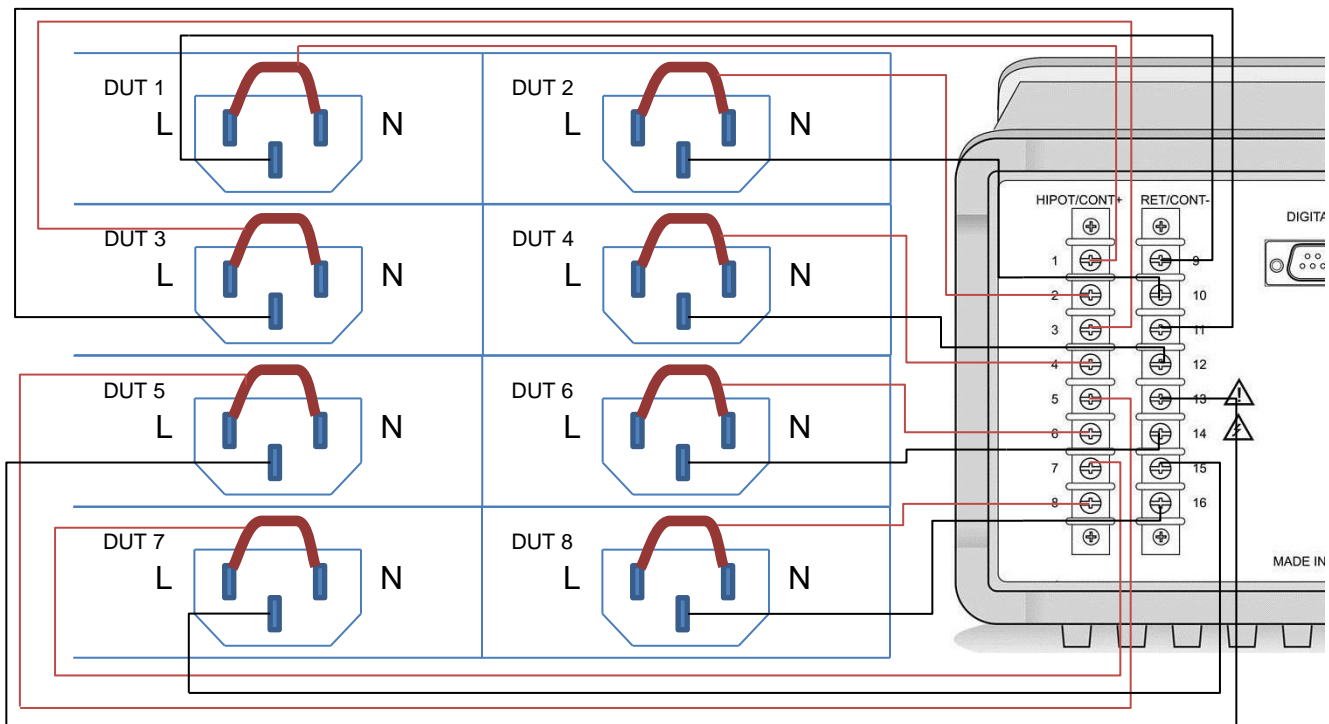 DUT 1
L
N
DUT 2
L
N
DUT 3
L
N
DUT 4
L
N
DUT 5
L
N
DUT 6
L
N
DUT 7
L
N
DUT 8
L
N
HIPOT/CONT+ RET/CONT-
1 9
2 10
3 11
4 12
5 13
6 14
7 15
8 16
DIGITA
MADE IN